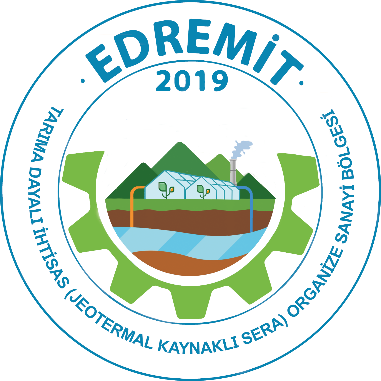 EDREMİT
2019
TARIMA DAYALI İHTİSAS (JEOTERMAL KAYNAKLI SERA) ORGANİZE SANAYİ BÖLGESİ